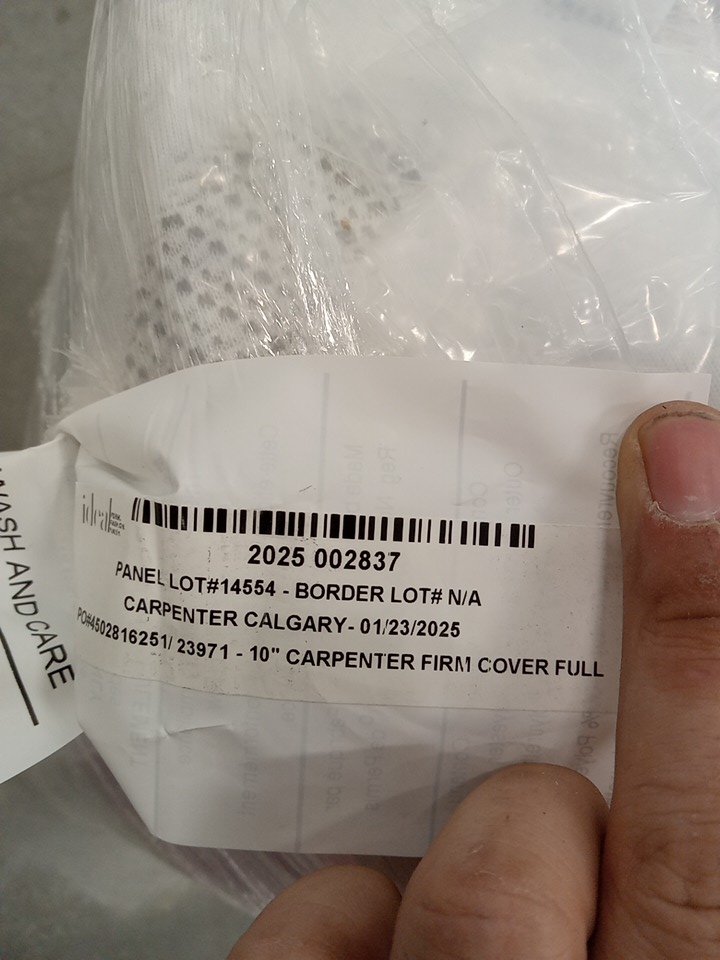 ideal
2025 002837
PANEL LOT#14554 - BORDER LOT# N/A
CARPENTER CALGARY- 01/23/2025
PO#4502816251/ 23971 - 10" CARPENTER FIRM COVER FULL
WASH AND CARE